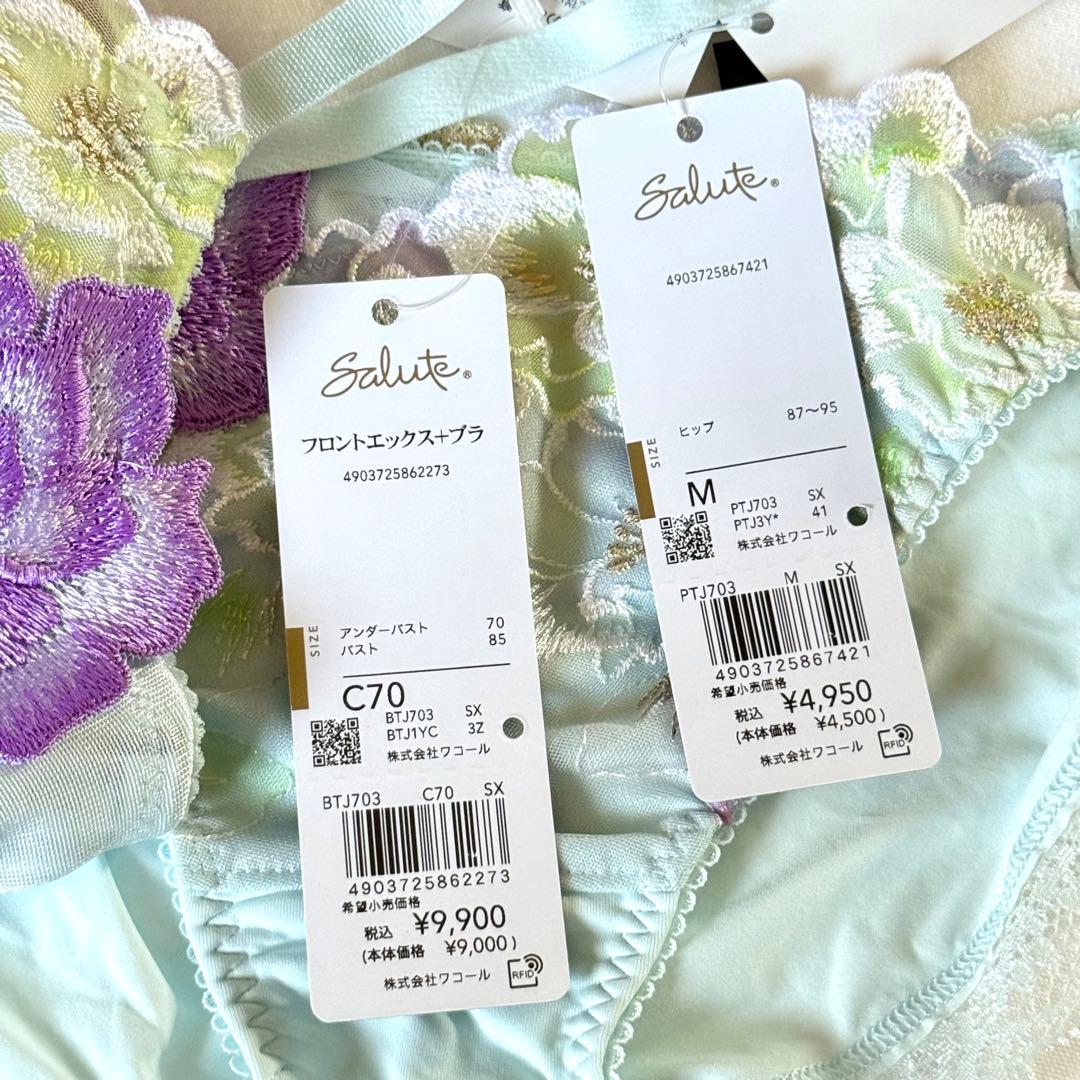 Salute®
フロントエックス+ブラ
4903725862273
SIZE
アンダーバスト 70
バスト 85
C70
BTJ703 SX
BTJ1YC 3Z
株式会社ワコール
BTJ703 C70 SX
4903725862273
希望小売価格
税込 ¥9,900
(本体価格 ¥9,000)
株式会社ワコール
RFID
Salute®
4903725867421
SIZE
ヒップ 87〜95
M
PTJ703 SX
PTJ3Y* 41
株式会社ワコール
PTJ703 M SX
4903725867421
希望小売価格
税込 ¥4,950
(本体価格 ¥4,500)
株式会社ワコール
RFID